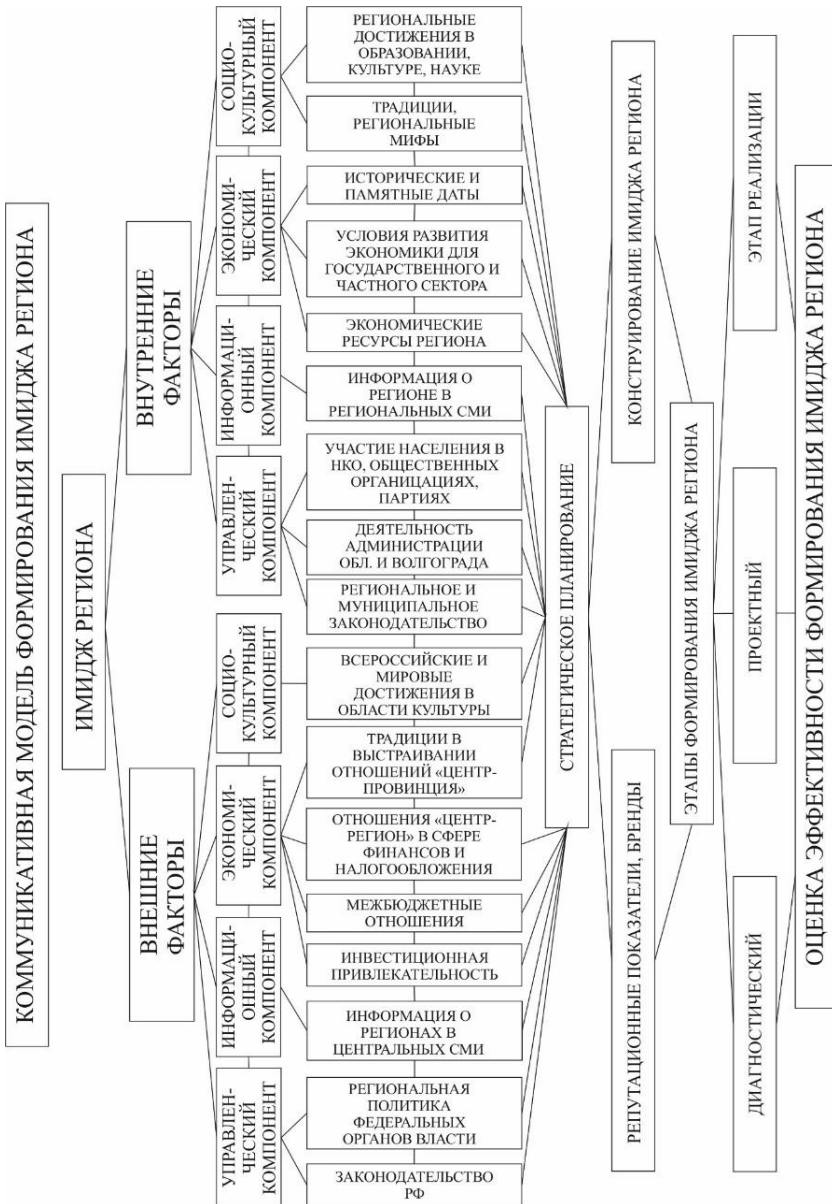 КОММУНИКАТИВНАЯ МОДЕЛЬ ФОРМИРОВАНИЯ ИМИДЖА РЕГИОНА
ИМИДЖ РЕГИОНА
ВНЕШНИЕ
ФАКТОРЫ
ВНУТРЕННИЕ
ФАКТОРЫ
УПРАВЛЕН-
ЧЕСКИЙ
КОМПОНЕНТ
ИНФОРМАЦИ-
ОННЫЙ
КОМПОНЕНТ
ЭКОНОМИ-
ЧЕСКИЙ
КОМПОНЕНТ
СОЦИО-
КУЛЬТУРНЫЙ
КОМПОНЕНТ
УПРАВЛЕН-
ЧЕСКИЙ
КОМПОНЕНТ
ИНФОРМАЦИ-
ОННЫЙ
КОМПОНЕНТ
ЭКОНОМИ-
ЧЕСКИЙ
КОМПОНЕНТ
СОЦИО-
КУЛЬТУРНЫЙ
КОМПОНЕНТ
ЗАКОНОДАТЕЛЬСТВО
РФ
РЕГИОНАЛЬНАЯ
ПОЛИТИКА
ФЕДЕРАЛЬНЫХ
ОРГАНОВ ВЛАСТИ
ИНФОРМАЦИЯ О
РЕГИОНАХ В
ЦЕНТРАЛЬНЫХ СМИ
ИНВЕСТИЦИОННАЯ
ПРИВЛЕКАТЕЛЬНОСТЬ
МЕЖБЮДЖЕТНЫЕ
ОТНОШЕНИЯ
ОТНОШЕНИЯ «ЦЕНТР-
РЕГИОН» В СФЕРЕ
ФИНАНСОВ И
НАЛОГООБЛОЖЕНИЯ
ТРАДИЦИИ В
ВЫСТРАИВАНИИ
ОТНОШЕНИЙ «ЦЕНТР-
ПРОВИНЦИЯ»
ВСЕРОССИЙСКИЕ И
МИРОВЫЕ
ДОСТИЖЕНИЯ В
ОБЛАСТИ КУЛЬТУРЫ
РЕГИОНАЛЬНОЕ И
МУНИЦИПАЛЬНОЕ
ЗАКОНОДАТЕЛЬСТВО
ДЕЯТЕЛЬНОСТЬ
АДМИНИСТРАЦИИ
ОБЛ. И ВОЛГОГРАДА
УЧАСТИЕ НАСЕЛЕНИЯ В
НКО, ОБЩЕСТВЕННЫХ
ОРГАНИЦАЦИЯХ,
ПАРТИЯХ
ИНФОРМАЦИЯ О
РЕГИОНЕ В
РЕГИОНАЛЬНЫХ СМИ
ЭКОНОМИЧЕСКИЕ
РЕСУРСЫ РЕГИОНА
УСЛОВИЯ РАЗВИТИЯ
ЭКОНОМИКИ ДЛЯ
ГОСУДАРСТВЕННОГО И
ЧАСТНОГО СЕКТОРА
ИСТОРИЧЕСКИЕ И
ПАМЯТНЫЕ ДАТЫ
ТРАДИЦИИ,
РЕГИОНАЛЬНЫЕ
МИФЫ
РЕГИОНАЛЬНЫЕ
ДОСТИЖЕНИЯ В
ОБРАЗОВАНИИ,
КУЛЬТУРЕ, НАУКЕ
СТРАТЕГИЧЕСКОЕ ПЛАНИРОВАНИЕ
РЕПУТАЦИОННЫЕ ПОКАЗАТЕЛИ, БРЕНДЫ
КОНСТРУИРОВАНИЕ ИМИДЖА РЕГИОНА
ЭТАПЫ ФОРМИРОВАНИЯ ИМИДЖА РЕГИОНА
ДИАГНОСТИЧЕСКИЙ
ПРОЕКТНЫЙ
ЭТАП РЕАЛИЗАЦИИ
ОЦЕНКА ЭФФЕКТИВНОСТИ ФОРМИРОВАНИЯ ИМИДЖА РЕГИОНА